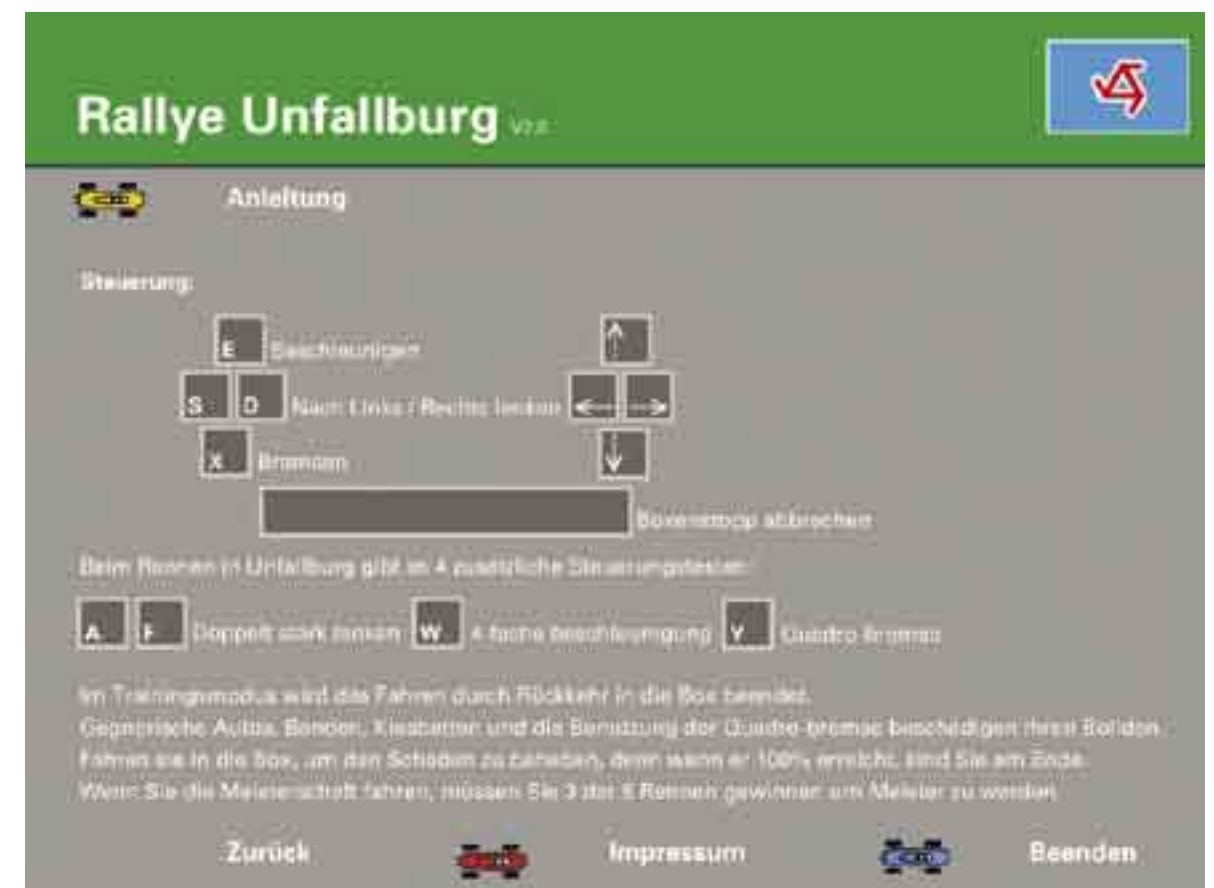 Rallye Unfallburg
Anleitung
Steuerung:
E Beschleunigen ↑
S D Nach Links / Rechts lenken ← →
X Bremsen ↓
Boxenstopp abbrechen
Beim Rennen in Unfallburg gibt es 4 zusätzliche Steuerungstasten:
A F Doppelt stark lenken W 4 fache beschleunigung Y Quadro Bremse
Im Trainingsmodus wird das Fahren durch Rückkehr in die Box beendet.
Gegnerische Autos, Banden, Kiesbetten und die Benutzung der Quadro-bremse beschädigen ihren Boliden.
Fahren sie in die Box, um den Schaden zu beheben, denn wenn er 100% erreicht, sind Sie am Ende.
Wenn Sie die Meisterschaft fahren, müssen Sie 3 der 5 Rennen gewinnen um Meister zu werden
Zurück Impressum Beenden